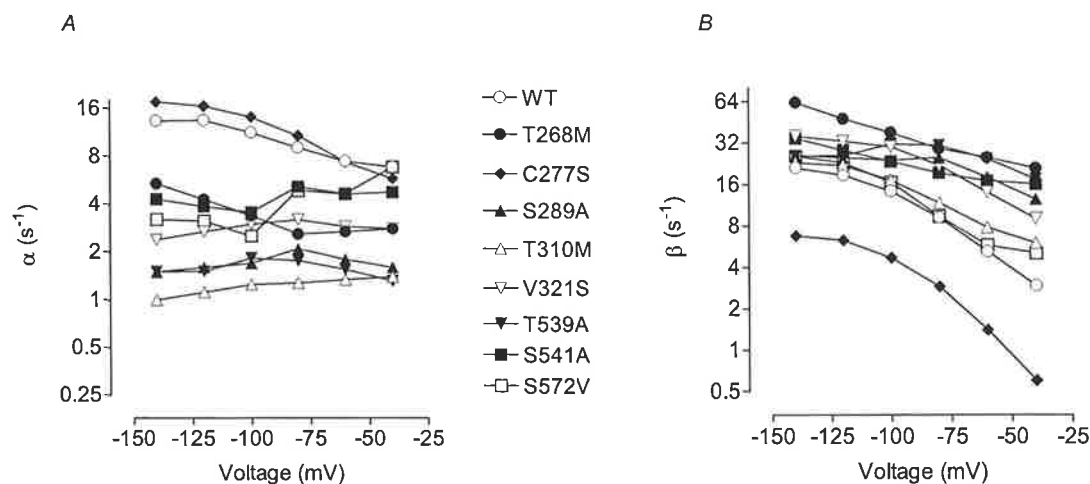 A
B
α (s⁻¹)
16
8
4
2
1
0.5
0.25
-150 -125 -100 -75 -50 -25
Voltage (mV)
WT
T268M
C277S
S289A
T310M
V321S
T539A
S541A
S572V
β (s⁻¹)
64
32
16
8
4
2
1
0.5
-150 -125 -100 -75 -50 -25
Voltage (mV)